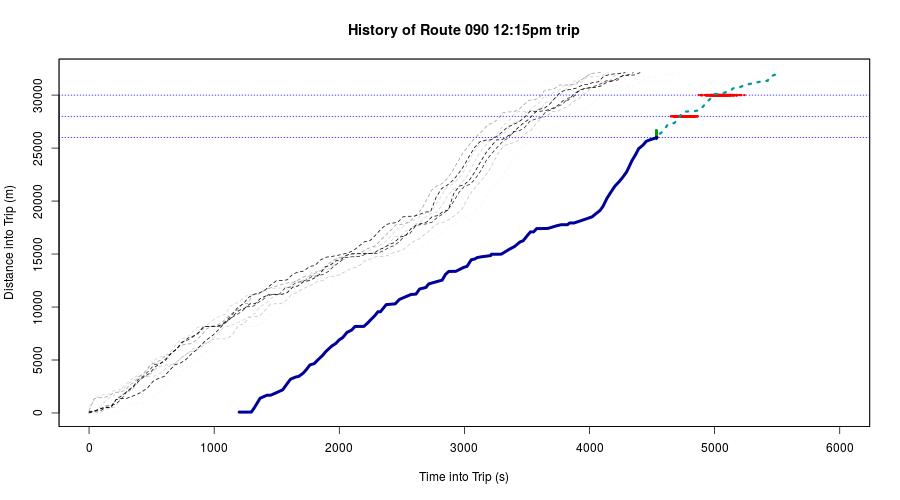 History of Route 090 12:15pm trip
Distance into Trip (m)
30000
25000
20000
15000
10000
5000
0
0 1000 2000 3000 4000 5000 6000
Time into Trip (s)